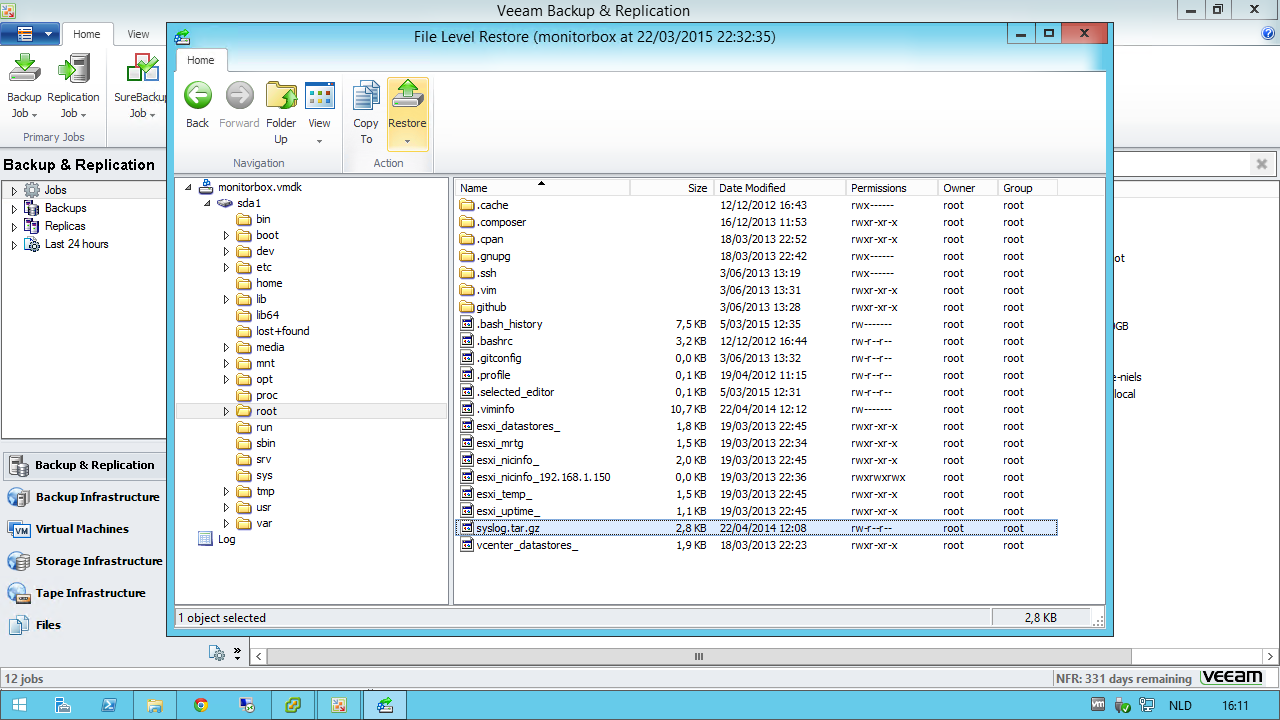 Veeam Backup & Replication
Home View
File Level Restore (monitorbox at 22/03/2015 22:32:35)
Home
Backup Job
Replication Job
SureBackup Job
Primary Jobs
Back
Forward
Folder Up
View
Copy To
Restore
Navigation
Action
Backup & Replication
Jobs
Backups
Replicas
Last 24 hours
Backup & Replication
Backup Infrastructure
Virtual Machines
Storage Infrastructure
Tape Infrastructure
Files
monitorbox.vmdk
sda1
bin
boot
dev
etc
home
lib
lib64
lost+found
media
mnt
opt
proc
root
run
sbin
srv
sys
tmp
usr
var
Log
Name Size Date Modified Permissions Owner Group
.cache 12/12/2012 16:43 rwx------ root root
.composer 16/12/2013 11:53 rwxr-xr-x root root
.cpan 18/03/2013 22:52 rwxr-xr-x root root
.gnupg 18/03/2013 22:42 rwx------ root root
.ssh 3/06/2013 13:19 rwx------ root root
.vim 3/06/2013 13:31 rwxr-xr-x root root
github 3/06/2013 13:28 rwxr-xr-x root root
.bash_history 7,5 KB 5/03/2015 12:35 rw------- root root
.bashrc 3,2 KB 12/12/2012 16:44 rw-r--r-- root root
.gitconfig 0,0 KB 3/06/2013 13:32 rw-r--r-- root root
.profile 0,1 KB 19/04/2012 11:15 rw-r--r-- root root
.selected_editor 0,1 KB 5/03/2015 12:31 rw-r--r-- root root
.viminfo 10,7 KB 22/04/2014 12:12 rw------- root root
esxi_datastores_ 1,8 KB 19/03/2013 22:45 rwxr-xr-x root root
esxi_mrtg 1,5 KB 19/03/2013 22:34 rwxr-xr-x root root
esxi_nicinfo_ 2,0 KB 19/03/2013 22:45 rwxr-xr-x root root
esxi_nicinfo_192.168.1.150 0,0 KB 19/03/2013 22:36 rwxrwxrwx root root
esxi_temp_ 1,5 KB 19/03/2013 22:45 rwxr-xr-x root root
esxi_uptime_ 1,1 KB 19/03/2013 22:45 rwxr-xr-x root root
syslog.tar.gz 2,8 KB 22/04/2014 12:08 rw-r--r-- root root
vcenter_datastores_ 1,9 KB 18/03/2013 22:23 rwxr-xr-x root root
1 object selected 2,8 KB
ot
GB
e-niels
local
12 jobs
NFR: 331 days remaining veeam
NLD 16:11